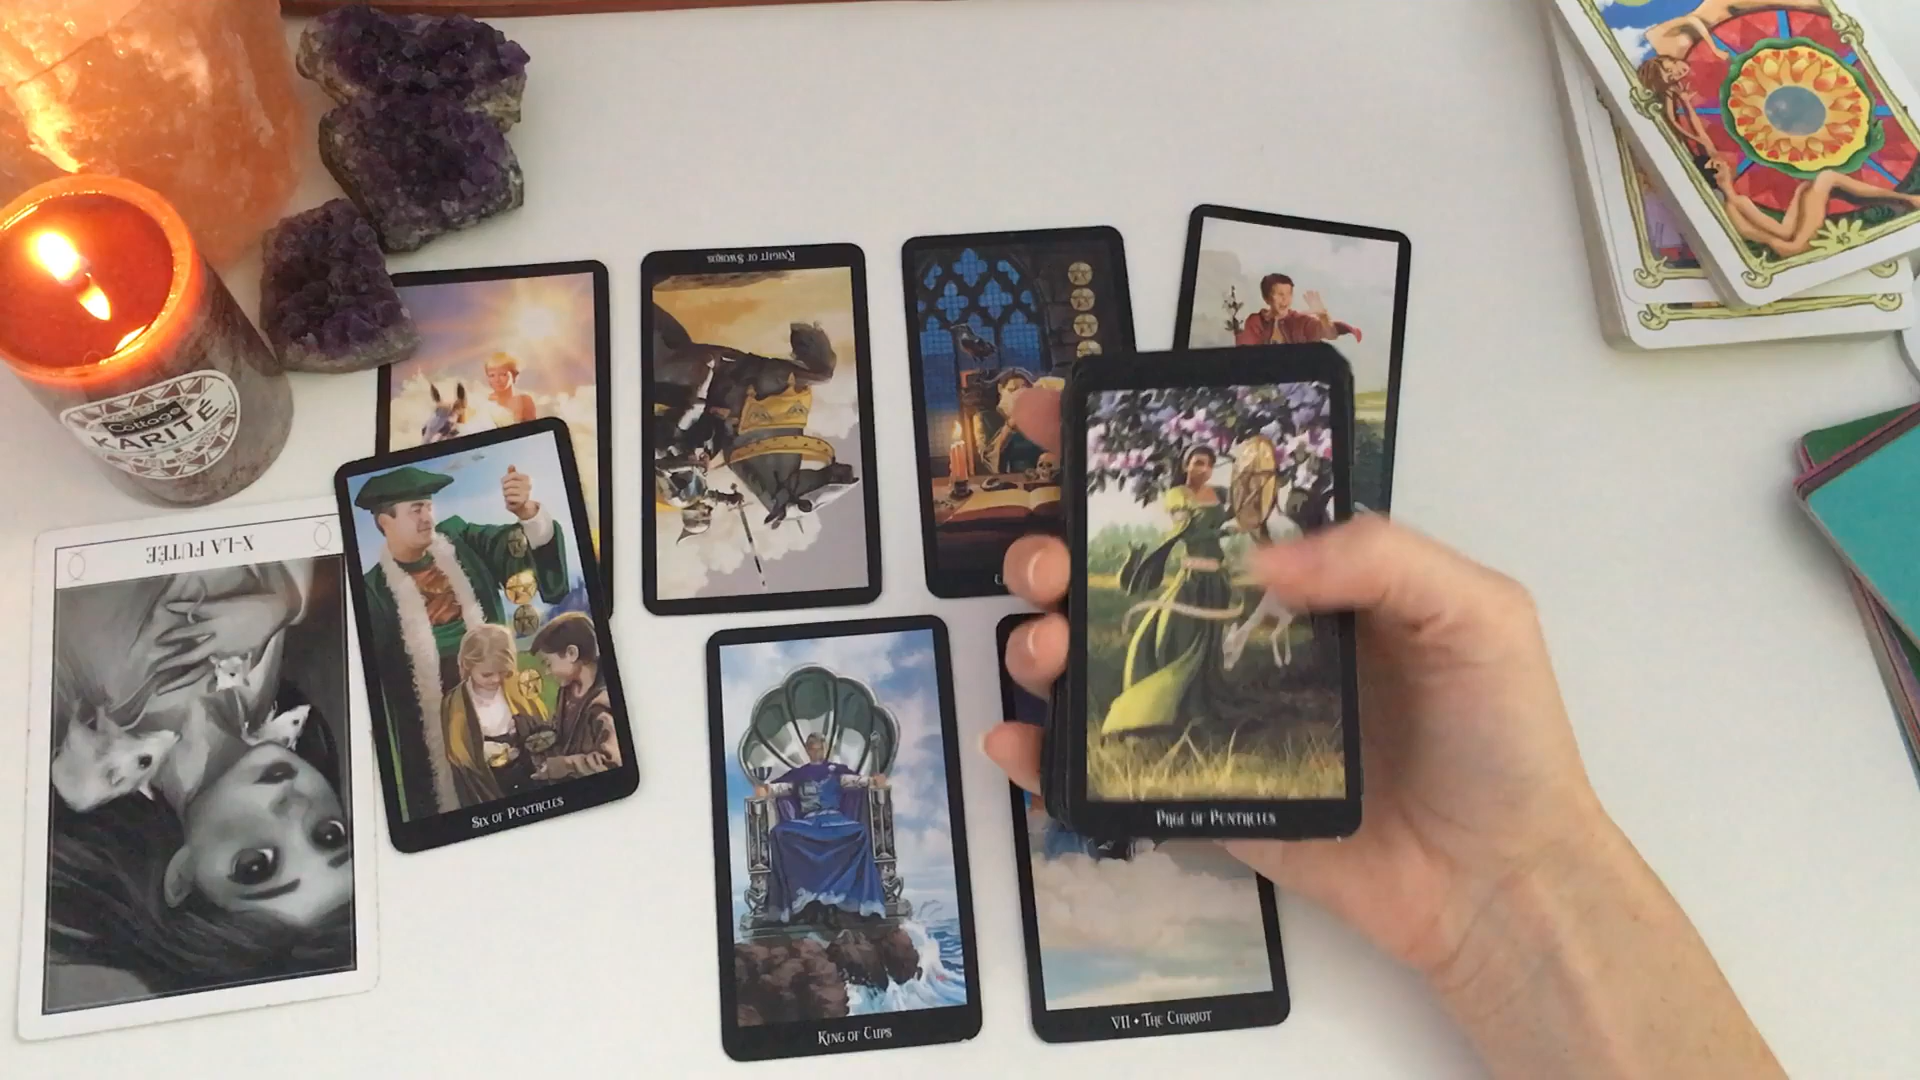 KNIGHT OF SWORDS
Cottage
KARITÉ
X-LA FUTÉE
SIX OF PENTACLES
PAGE OF PENTACLES
VII • THE CHARIOT
KING OF CUPS